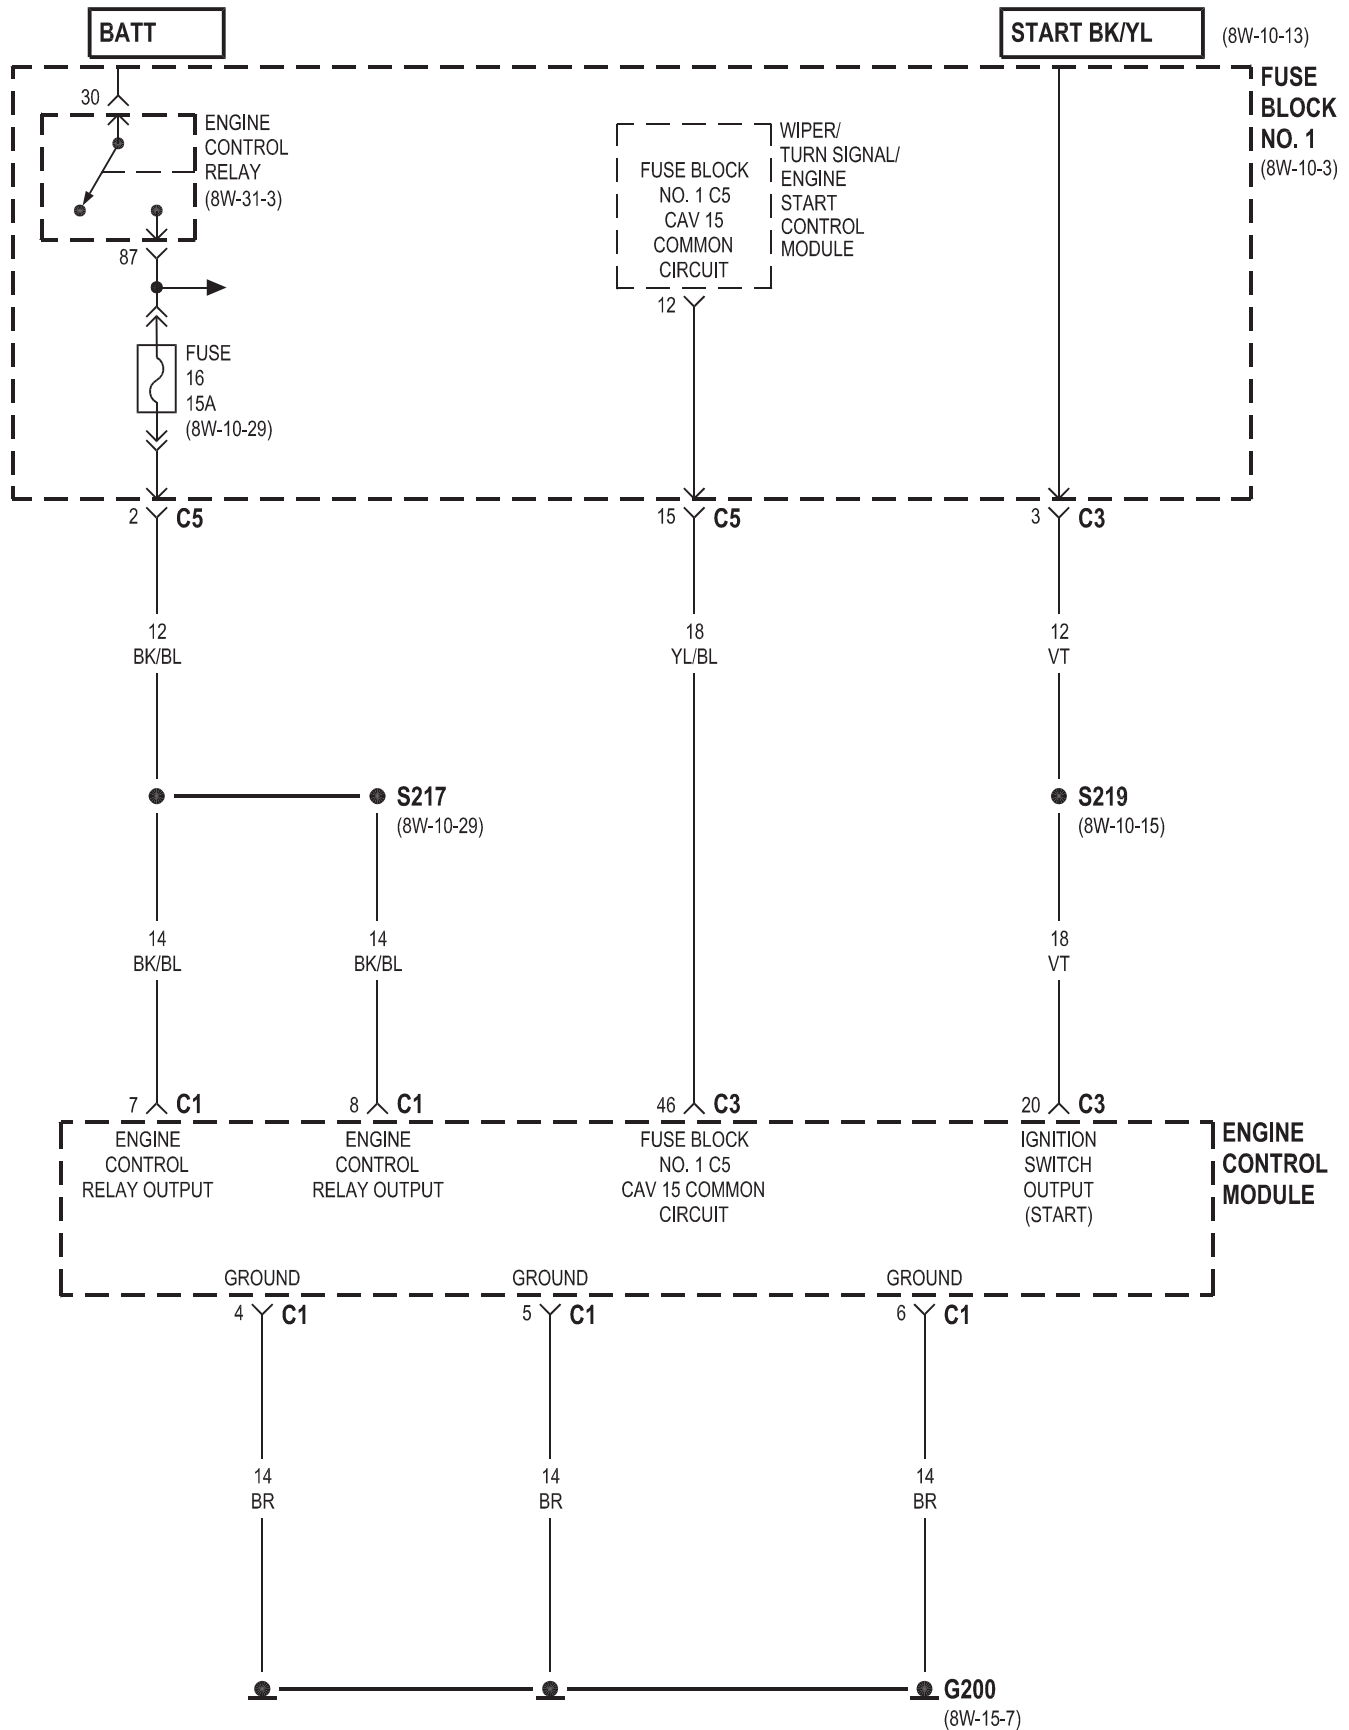 BATT
START BK/YL
(8W-10-13)
FUSE
BLOCK
NO. 1
(8W-10-3)
30
ENGINE
CONTROL
RELAY
(8W-31-3)
87
FUSE
16
15A
(8W-10-29)
FUSE BLOCK
NO. 1 C5
CAV 15
COMMON
CIRCUIT
12
WIPER/
TURN SIGNAL/
ENGINE
START
CONTROL
MODULE
2 C5
15 C5
3 C3
12
BK/BL
18
YL/BL
12
VT
S217
(8W-10-29)
S219
(8W-10-15)
14
BK/BL
14
BK/BL
18
VT
7 C1
8 C1
46 C3
20 C3
ENGINE
CONTROL
RELAY OUTPUT
ENGINE
CONTROL
RELAY OUTPUT
FUSE BLOCK
NO. 1 C5
CAV 15 COMMON
CIRCUIT
IGNITION
SWITCH
OUTPUT
(START)
ENGINE
CONTROL
MODULE
GROUND
GROUND
GROUND
4 C1
5 C1
6 C1
14
BR
14
BR
14
BR
G200
(8W-15-7)